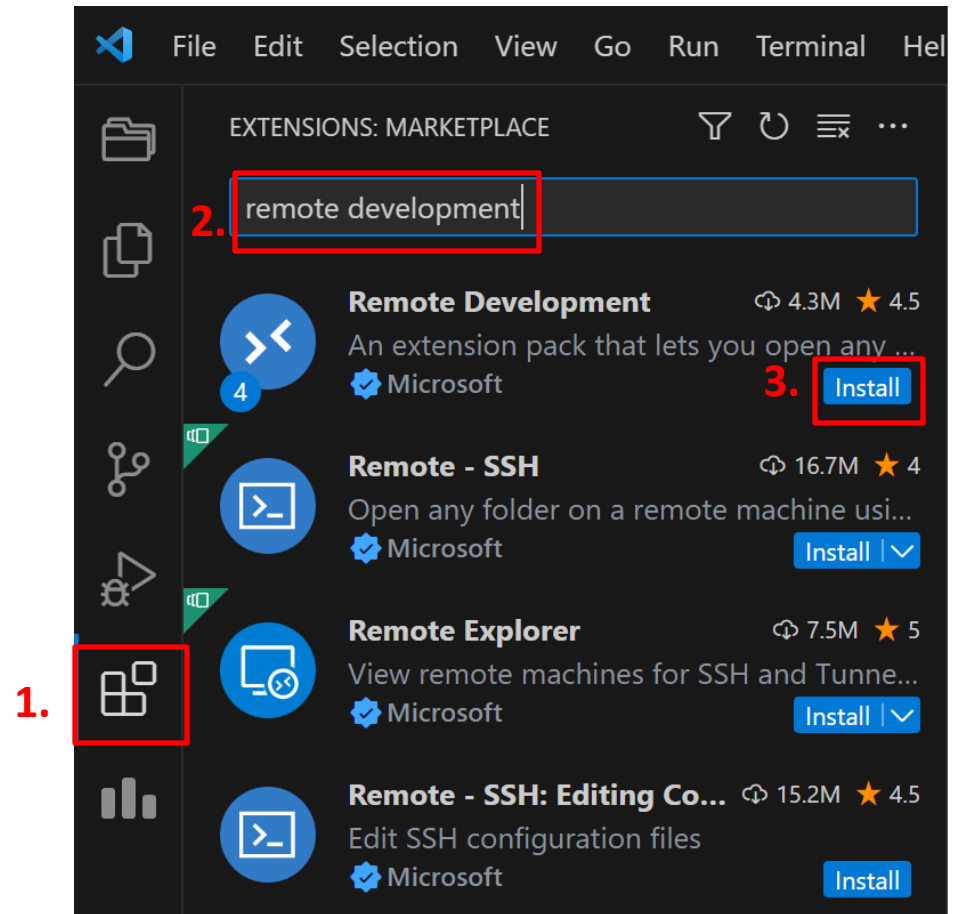 File Edit Selection View Go Run Terminal Hel
EXTENSIONS: MARKETPLACE
2. remote development
Remote Development 4.3M 4.5
An extension pack that lets you open any ...
4 Microsoft 3. Install
Remote - SSH 16.7M 4
Open any folder on a remote machine usi...
Microsoft Install
Remote Explorer 7.5M 5
View remote machines for SSH and Tunne...
1. Microsoft Install
Remote - SSH: Editing Co... 15.2M 4.5
Edit SSH configuration files
Microsoft Install